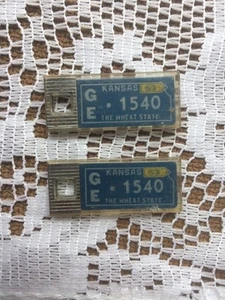 KANSAS
GE • 1540
THE WHEAT STATE
KANSAS
GE • 1540
THE WHEAT STATE